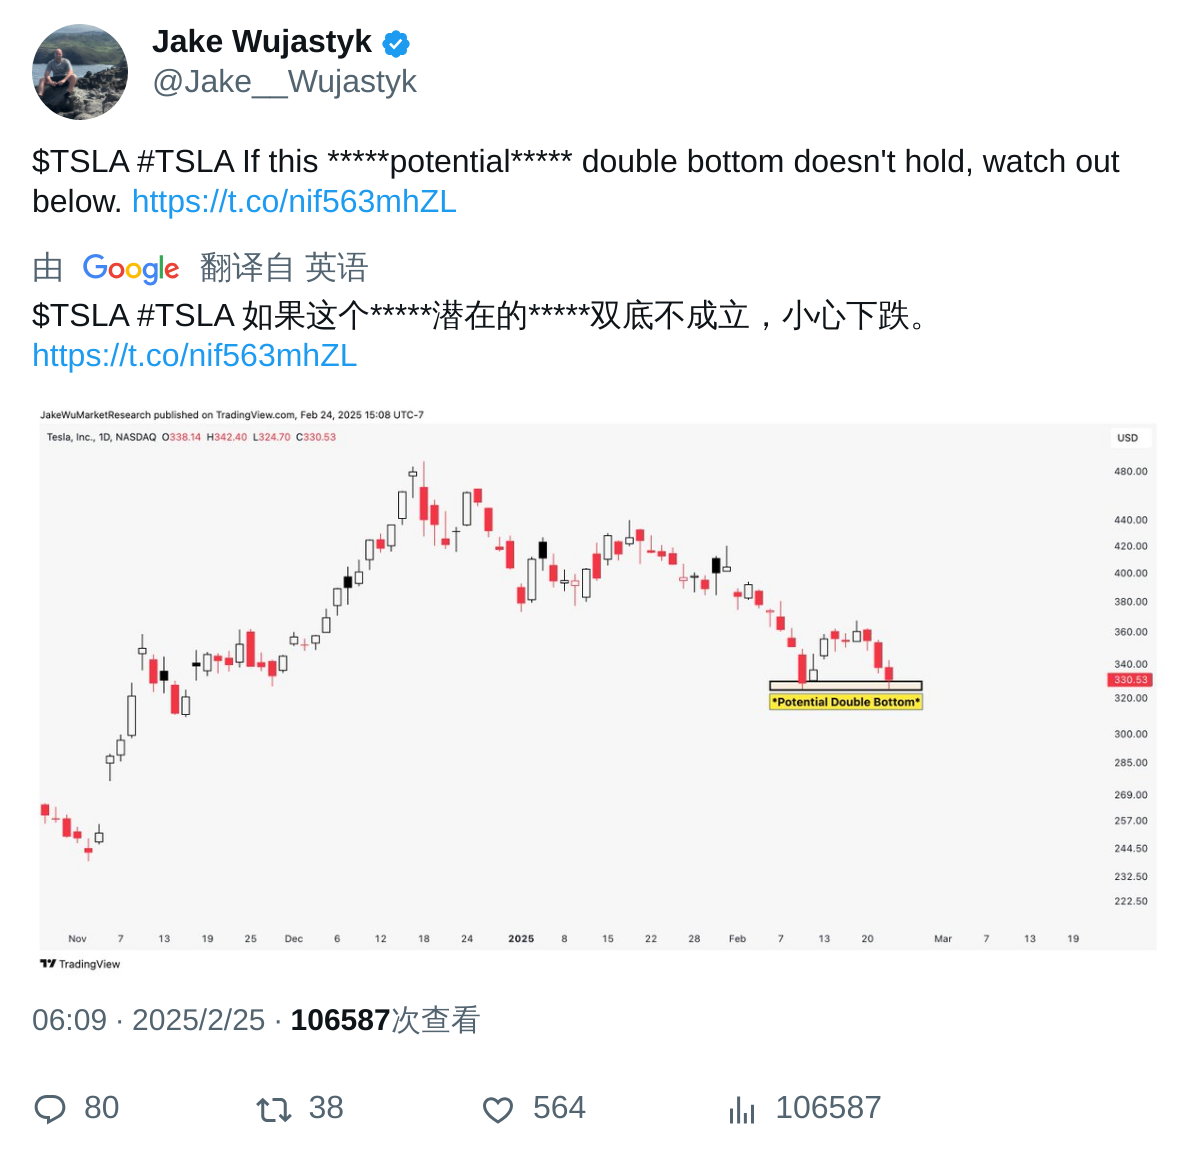 Jake Wujastyk
@Jake__Wujastyk
$TSLA #TSLA If this *****potential***** double bottom doesn't hold, watch out
below. https://t.co/nif563mhZL
由 Google 翻译自 英语
$TSLA #TSLA 如果这个*****潜在的*****双底不成立，小心下跌。
https://t.co/nif563mhZL
JakeWuMarketResearch published on TradingView.com, Feb 24, 2025 15:08 UTC-7
Tesla, Inc., 1D, NASDAQ O338.14 H342.40 L324.70 C330.53
USD
480.00
440.00
420.00
400.00
380.00
360.00
340.00
330.53
320.00
300.00
285.00
269.00
257.00
244.50
232.50
222.50
*Potential Double Bottom*
Nov 7 13 19 25 Dec 6 12 18 24 2025 8 15 22 28 Feb 7 13 20 Mar 7 13 19
TradingView
06:09 · 2025/2/25 · 106587次查看
80 38 564 106587